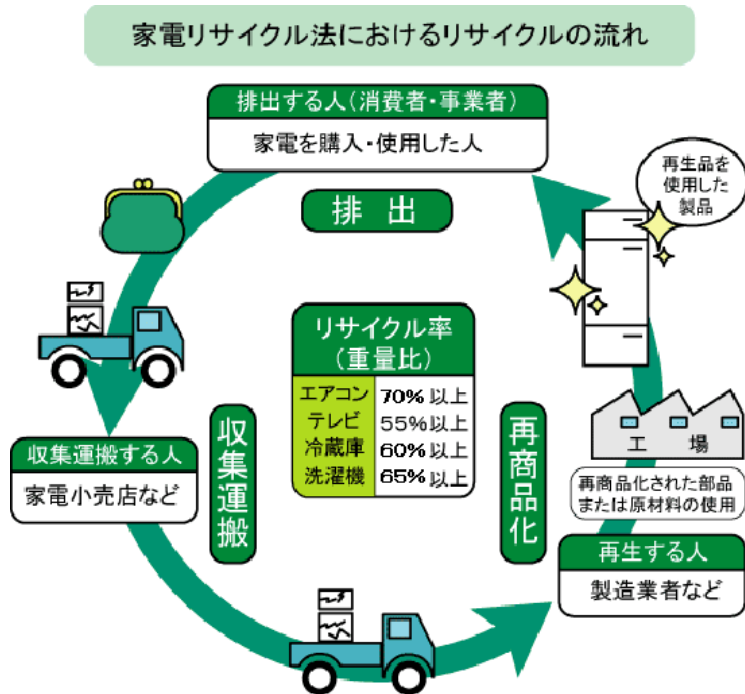 家電リサイクル法におけるリサイクルの流れ
排出する人(消費者・事業者)
家電を購入・使用した人
排出
再生品を
使用した
製品
リサイクル率
(重量比)
エアコン 70%以上
テレビ 55%以上
冷蔵庫 60%以上
洗濯機 65%以上
収集運搬する人
家電小売店など
収集運搬
再商品化
工場
再商品化された部品
または原材料の使用
再生する人
製造業者など